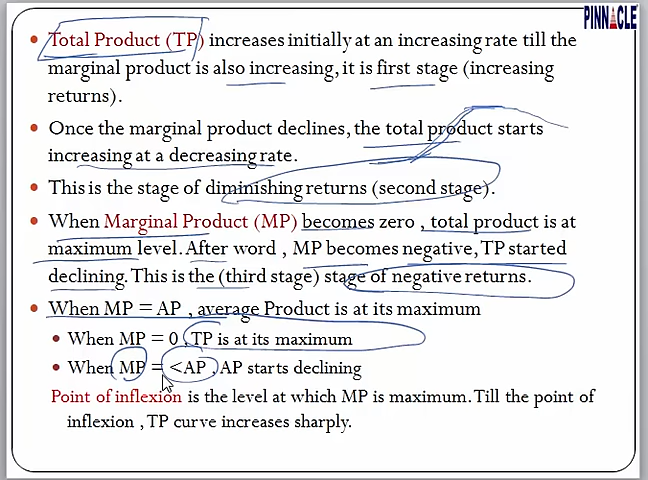 PINNACLE
• Total Product (TP) increases initially at an increasing rate till the
marginal product is also increasing, it is first stage (increasing
returns).
• Once the marginal product declines, the total product starts
increasing at a decreasing rate.
• This is the stage of diminishing returns (second stage).
• When Marginal Product (MP) becomes zero , total product is at
maximum level. After word , MP becomes negative, TP started
declining. This is the (third stage) stage of negative returns.
• When MP = AP , average Product is at its maximum
• When MP = 0 , TP is at its maximum
• When MP = <AP , AP starts declining
Point of inflexion is the level at which MP is maximum. Till the point of
inflexion , TP curve increases sharply.